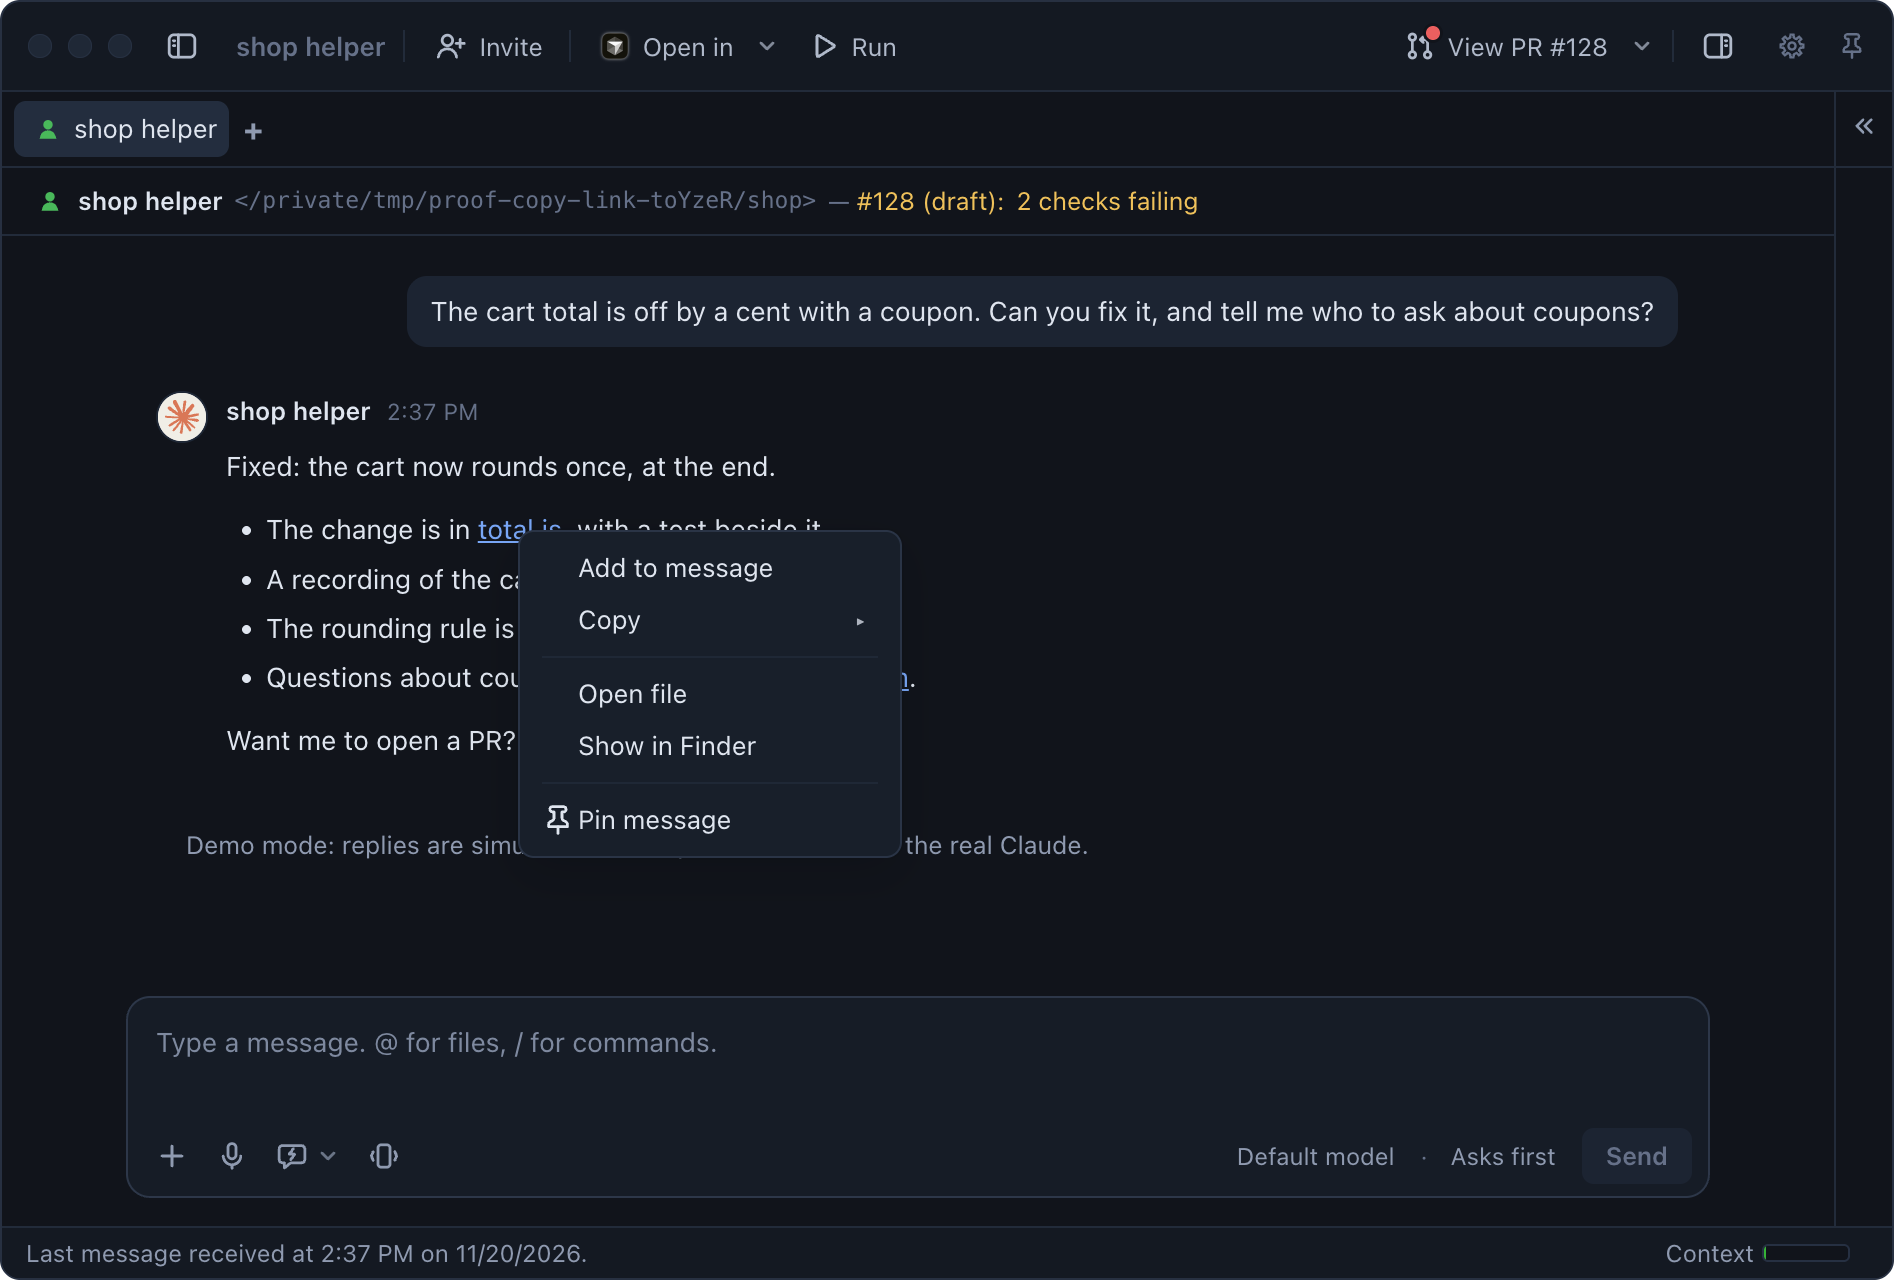 shop helper Invite Open in Run View PR #128
shop helper
shop helper </private/tmp/proof-copy-link-toYzeR/shop> — #128 (draft): 2 checks failing
The cart total is off by a cent with a coupon. Can you fix it, and tell me who to ask about coupons?
shop helper 2:37 PM
Fixed: the cart now rounds once, at the end.
The change is in total.js, with a test beside it.
A recording of the
The rounding rule is
Questions about
Want me to open a PR?
Add to message
Copy
Open file
Show in Finder
Pin message
Demo mode: replies are the real Claude.
Type a message. @ for files, / for commands.
Default model · Asks first Send
Last message received at 2:37 PM on 11/20/2026.
Context